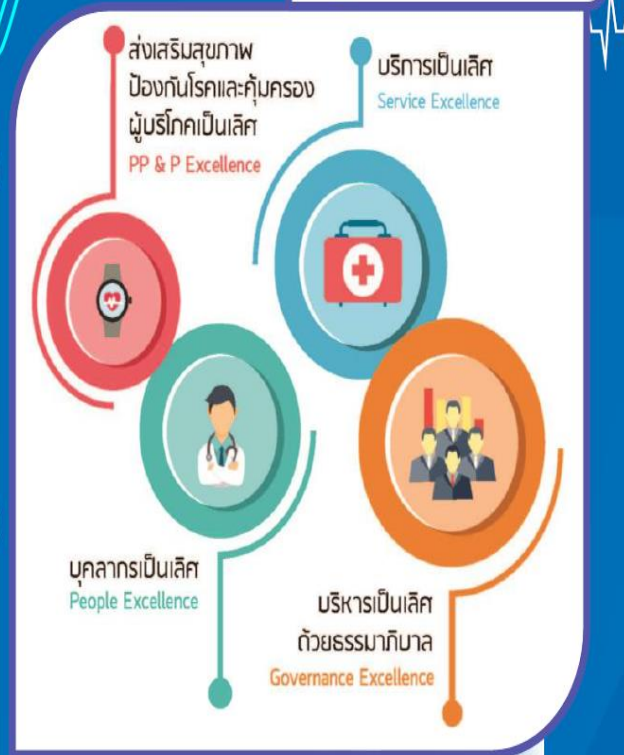 ส่งเสริมสุขภาพ
ป้องกันโรคและคุ้มครอง
ผู้บริโภคเป็นเลิศ
PP & P Excellence
บริการเป็นเลิศ
Service Excellence
บุคลากรเป็นเลิศ
People Excellence
บริหารเป็นเลิศ
ด้วยธรรมาภิบาล
Governance Excellence